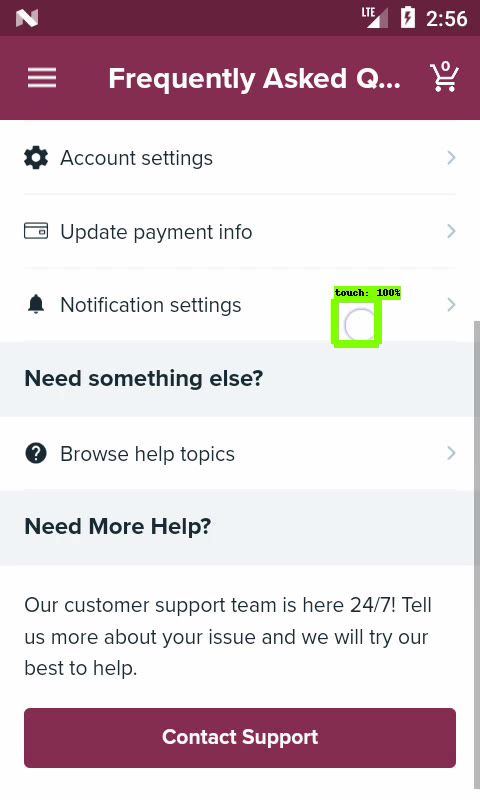 LTE 2:56
Frequently Asked Q... 0
Account settings
Update payment info
touch: 100%
Notification settings
Need something else?
Browse help topics
Need More Help?
Our customer support team is here 24/7! Tell
us more about your issue and we will try our
best to help.
Contact Support